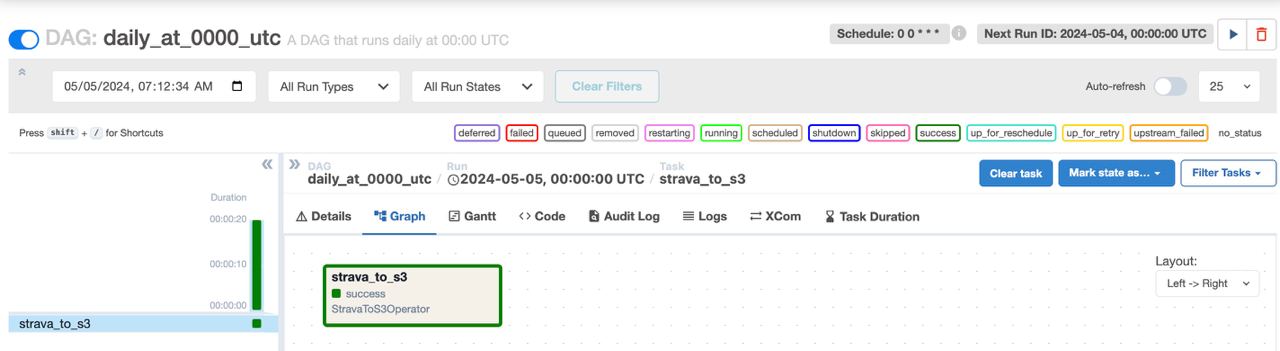 DAG: daily_at_0000_utc A DAG that runs daily at 00:00 UTC
Schedule: 0 0 * * *
Next Run ID: 2024-05-04, 00:00:00 UTC
05/05/2024, 07:12:34 AM
All Run Types
All Run States
Clear Filters
Auto-refresh
25
Press shift + / for Shortcuts
deferred failed queued removed restarting running scheduled shutdown skipped success up_for_reschedule up_for_retry upstream_failed no_status
Duration
00:00:20
00:00:10
00:00:00
strava_to_s3
DAG
daily_at_0000_utc /
Run
2024-05-05, 00:00:00 UTC /
Task
strava_to_s3
Clear task
Mark state as...
Filter Tasks
Details Graph Gantt <> Code Audit Log Logs XCom Task Duration
strava_to_s3
success
StravaToS3Operator
Layout:
Left -> Right